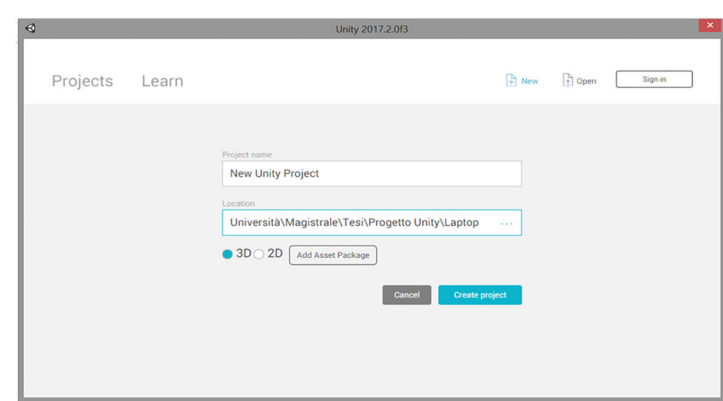 Unity 2017.2.0f3
Projects Learn New Open Sign in
Project name
New Unity Project
Location
Università\Magistrale\Tesi\Progetto Unity\Laptop ...
3D 2D Add Asset Package
Cancel Create project